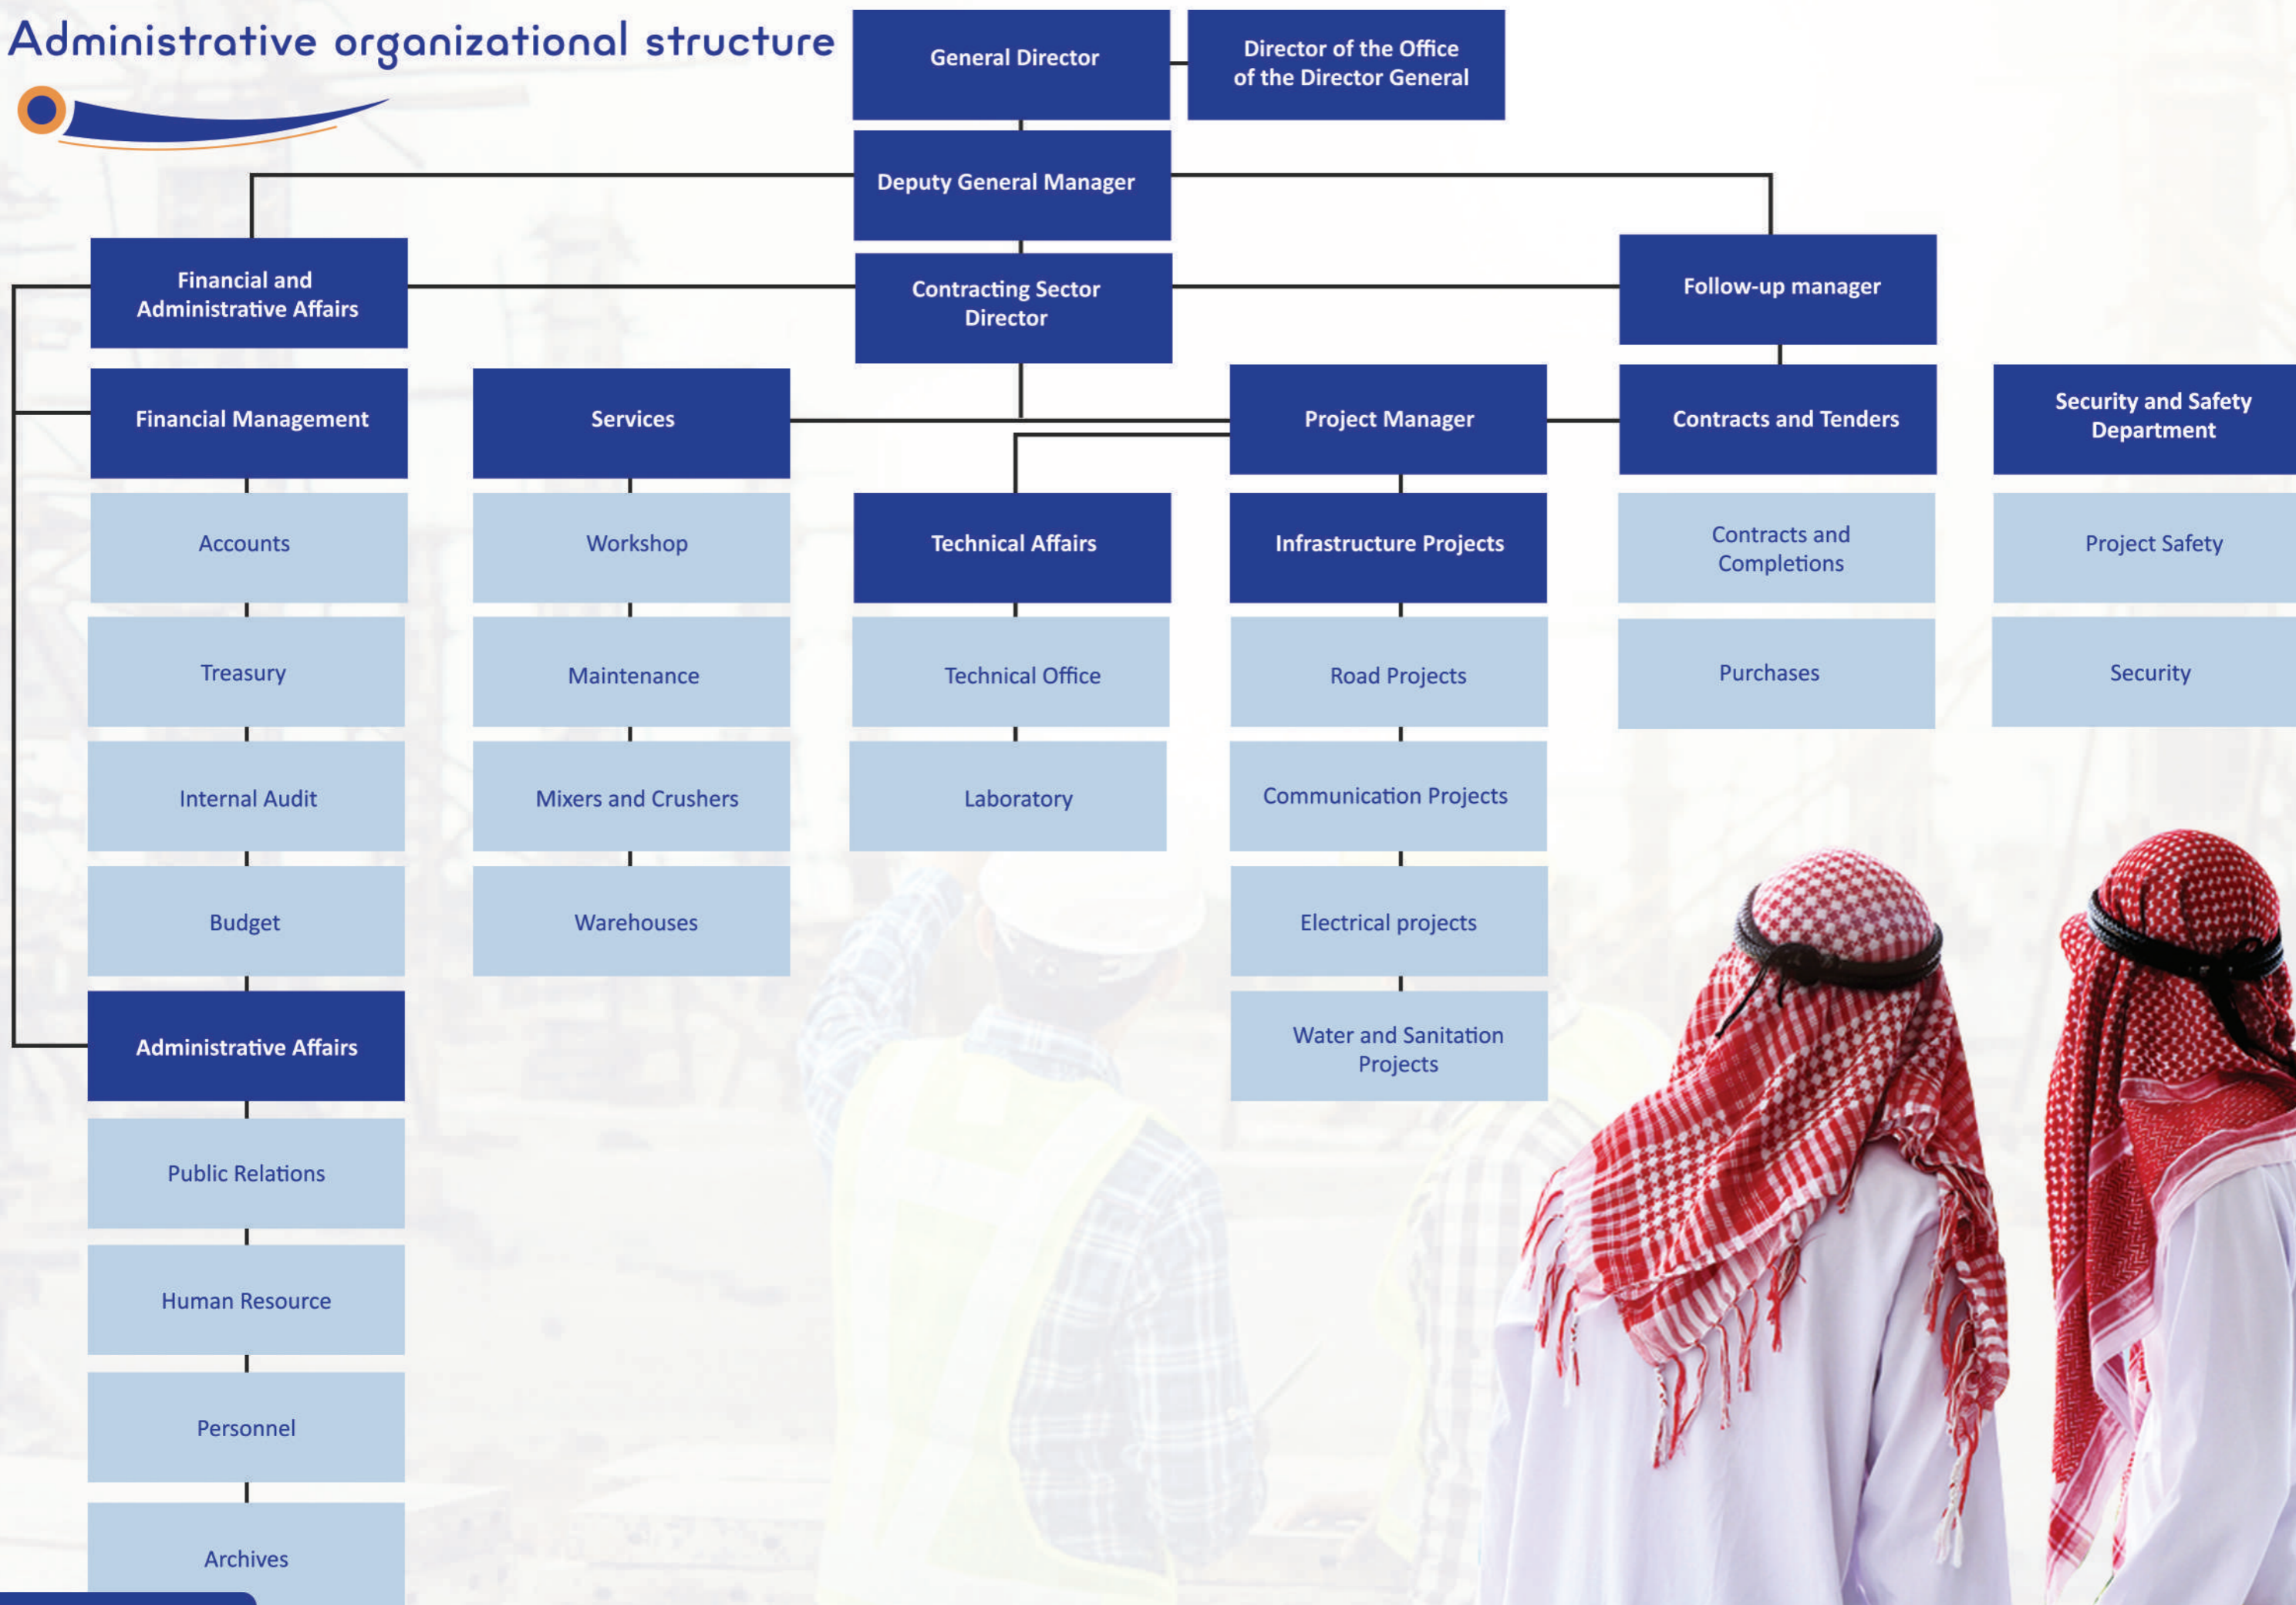 Administrative organizational structure
General Director
Director of the Office
of the Director General
Deputy General Manager
Financial and
Administrative Affairs
Contracting Sector
Director
Follow-up manager
Financial Management
Services
Project Manager
Contracts and Tenders
Security and Safety
Department
Accounts
Workshop
Technical Affairs
Infrastructure Projects
Contracts and
Completions
Project Safety
Treasury
Maintenance
Technical Office
Road Projects
Purchases
Security
Internal Audit
Mixers and Crushers
Laboratory
Communication Projects
Budget
Warehouses
Electrical projects
Administrative Affairs
Water and Sanitation
Projects
Public Relations
Human Resource
Personnel
Archives